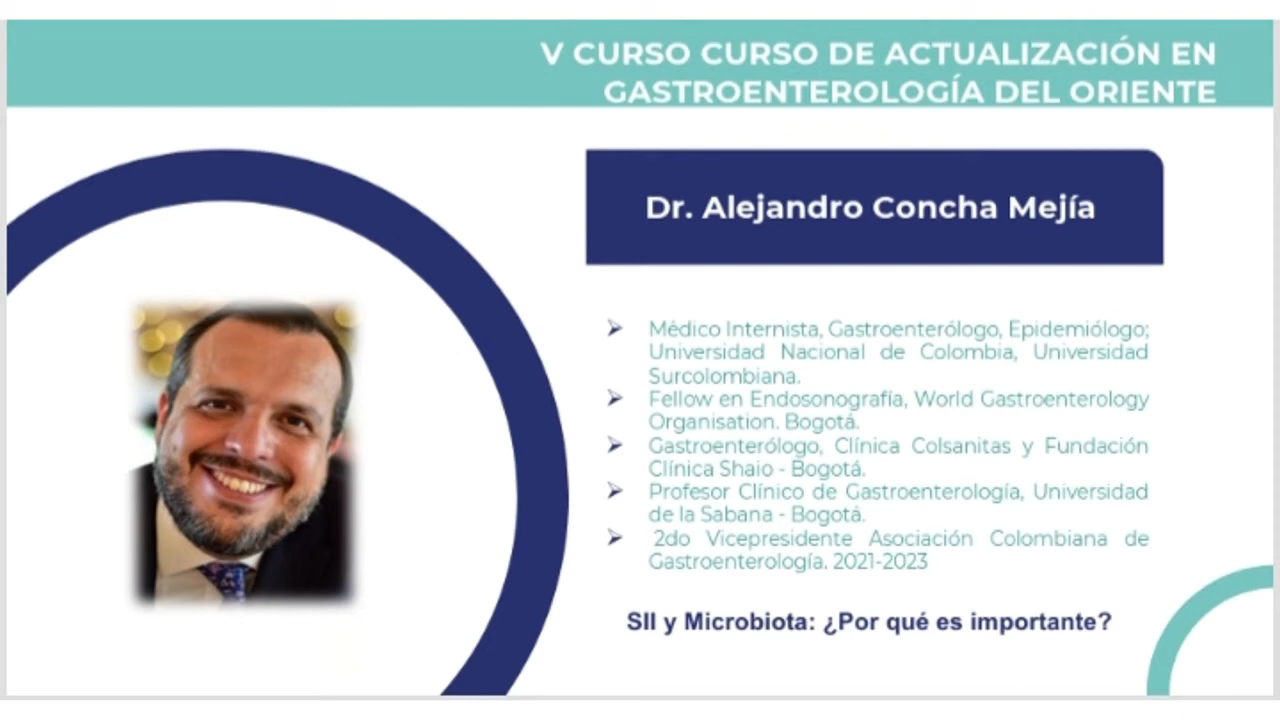 V CURSO CURSO DE ACTUALIZACIÓN EN
GASTROENTEROLOGÍA DEL ORIENTE
Dr. Alejandro Concha Mejía
Médico Internista, Gastroenterólogo, Epidemiólogo;
Universidad Nacional de Colombia, Universidad
Surcolombiana.
Fellow en Endosonografía, World Gastroenterology
Organisation. Bogotá.
Gastroenterólogo, Clínica Colsanitas y Fundación
Clínica Shaio - Bogotá.
Profesor Clínico de Gastroenterología, Universidad
de la Sabana - Bogotá.
2do Vicepresidente Asociación Colombiana de
Gastroenterología. 2021-2023
SII y Microbiota: ¿Por qué es importante?